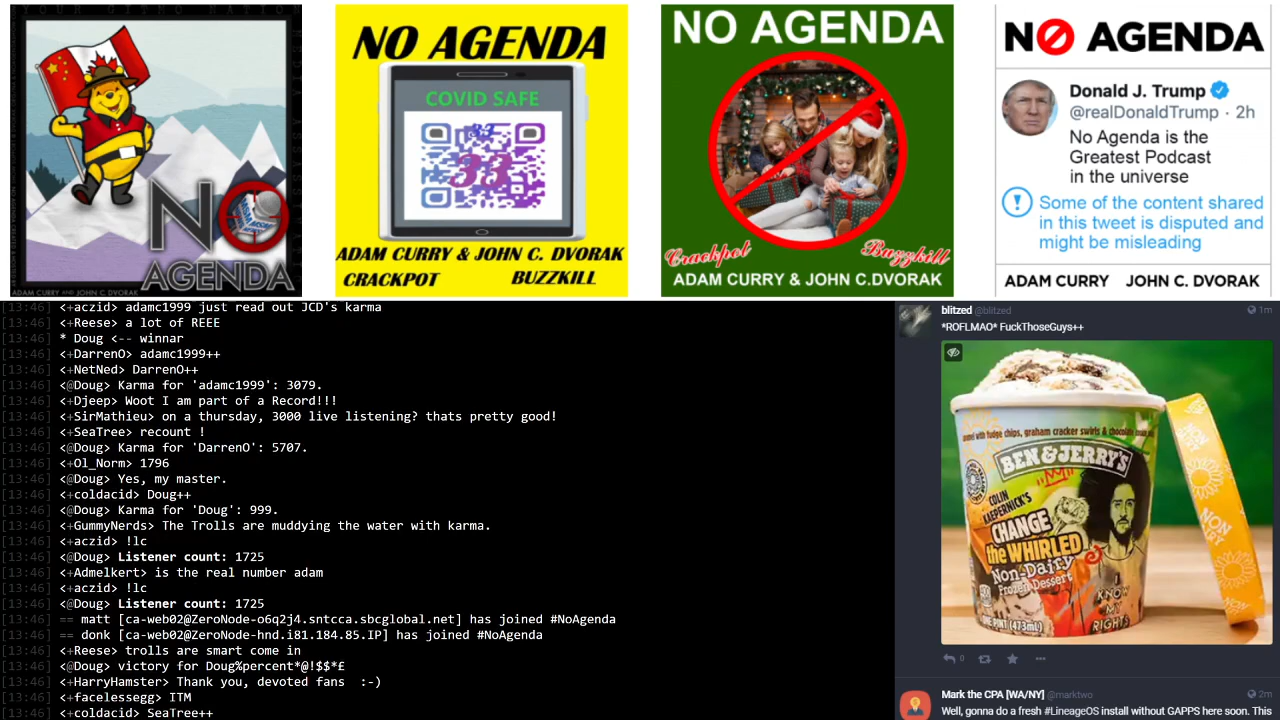 NO
AGENDA
ADAM CURRY AND JOHN C. DVORAK
NO AGENDA
COVID SAFE
33
ADAM CURRY & JOHN C. DVORAK
CRACKPOT BUZZKILL
NO AGENDA
Crackpot Buzzkill
ADAM CURRY & JOHN C.DVORAK
NO AGENDA
Donald J. Trump
@realDonaldTrump · 2h
No Agenda is the
Greatest Podcast
in the universe
Some of the content shared
in this tweet is disputed and
might be misleading
ADAM CURRY JOHN C. DVORAK
[13:46] <+aczid> adamc1999 just read out JCD's karma
[13:46] <+Reese> a lot of REEE
[13:46] * Doug <-- winnar
[13:46] <+DarrenO> adamc1999++
[13:46] <+NetNed> DarrenO++
[13:46] <@Doug> Karma for 'adamc1999': 3079.
[13:46] <+Djeep> Woot I am part of a Record!!!
[13:46] <+SirMathieu> on a thursday, 3000 live listening? thats pretty good!
[13:46] <+SeaTree> recount !
[13:46] <@Doug> Karma for 'DarrenO': 5707.
[13:46] <+Ol_Norm> 1796
[13:46] <@Doug> Yes, my master.
[13:46] <+coldacid> Doug++
[13:46] <@Doug> Karma for 'Doug': 999.
[13:46] <+GummyNerds> The Trolls are muddying the water with karma.
[13:46] <+aczid> !lc
[13:46] <@Doug> Listener count: 1725
[13:46] <+Admelkert> is the real number adam
[13:46] <+aczid> !lc
[13:46] <@Doug> Listener count: 1725
[13:46] == matt [ca-web02@ZeroNode-o6q2j4.sntcca.sbcglobal.net] has joined #NoAgenda
[13:46] == donk [ca-web02@ZeroNode-hnd.i81.184.85.IP] has joined #NoAgenda
[13:46] <+Reese> trolls are smart come in
[13:46] <@Doug> victory for Doug%percent*@!$$*£
[13:46] <+HarryHamster> Thank you, devoted fans :-)
[13:46] <+facelessegg> ITM
[13:46] <+coldacid> SeaTree++
blitzed @blitzed 1m
*ROFLMAO* FuckThoseGuys++
with fudge chips, graham cracker swirls & chocolate
BEN & JERRY'S
COLIN
KAEPERNICK'S
CHANGE
the WHIRLED
Non-Dairy
Frozen Dessert
I
KNOW
MY
RIGHTS
ONE PINT (473mL)
NON
DAIRY
0
Mark the CPA [WA/NY] @marktwo 2m
Well, gonna do a fresh #LineageOS install without GAPPS here soon. This